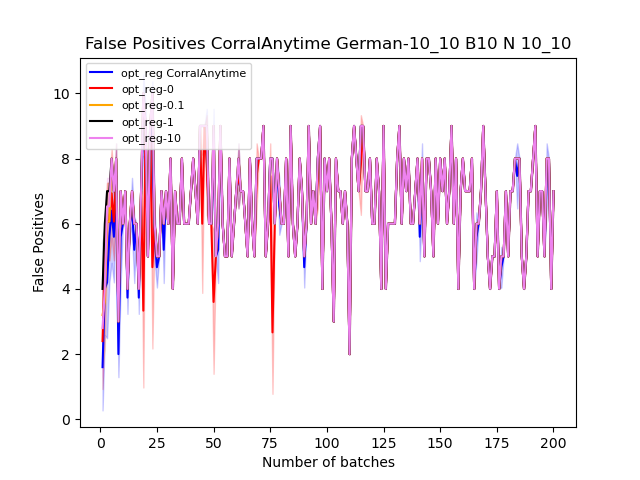 False Positives CorralAnytime German-10_10 B10 N 10_10
opt_reg CorralAnytime
opt_reg-0
opt_reg-0.1
opt_reg-1
opt_reg-10
False Positives
10
8
6
4
2
0
0 25 50 75 100 125 150 175 200
Number of batches